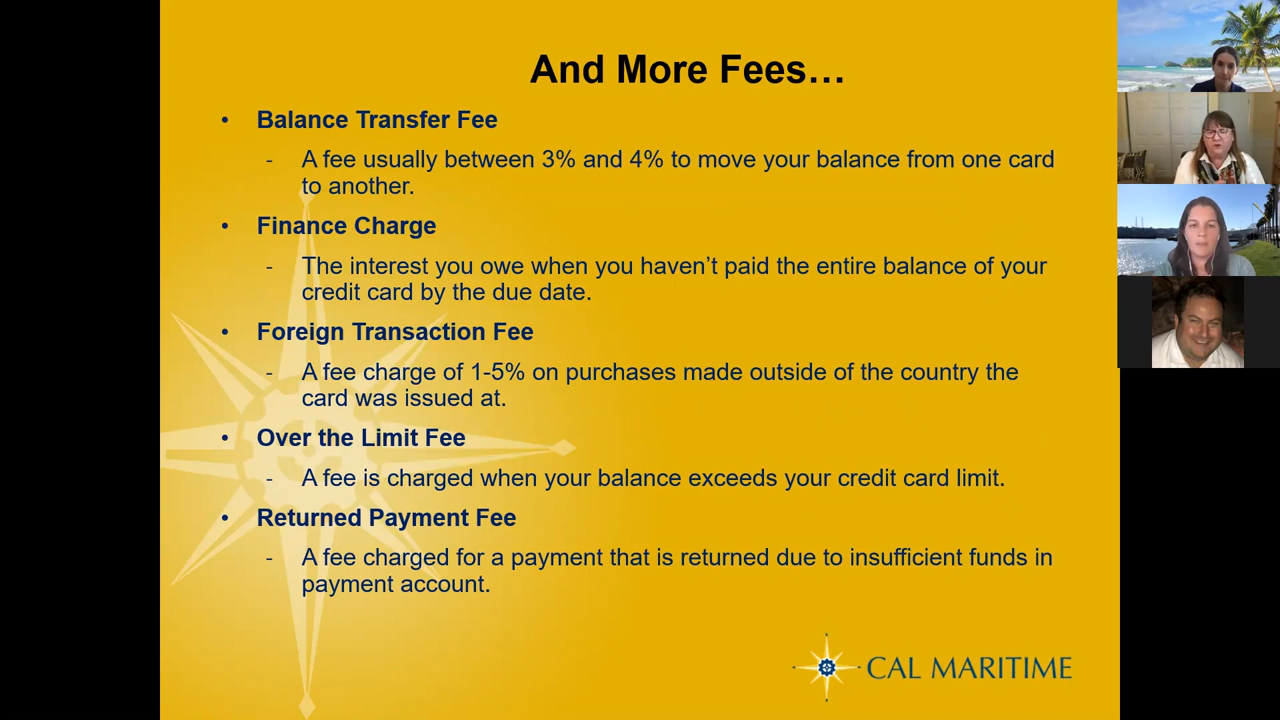 And More Fees…
• Balance Transfer Fee
- A fee usually between 3% and 4% to move your balance from one card
to another.
• Finance Charge
- The interest you owe when you haven’t paid the entire balance of your
credit card by the due date.
• Foreign Transaction Fee
- A fee charge of 1-5% on purchases made outside of the country the
card was issued at.
• Over the Limit Fee
- A fee is charged when your balance exceeds your credit card limit.
• Returned Payment Fee
- A fee charged for a payment that is returned due to insufficient funds in
payment account.
CAL MARITIME